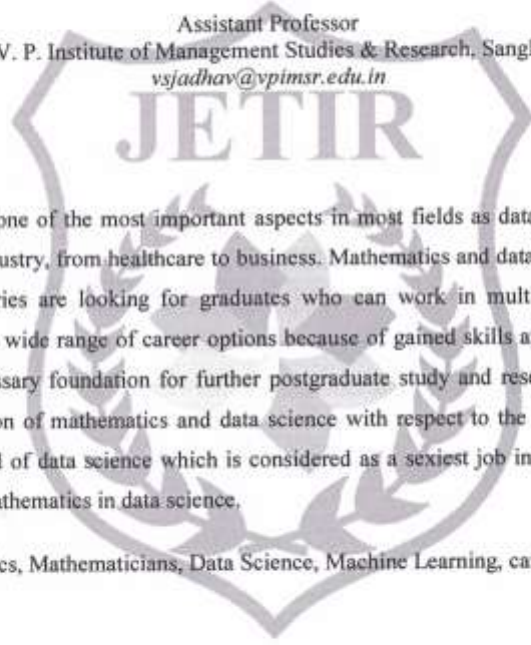 Assistant Professor
V. P. Institute of Management Studies & Research, Sangl
vsjadhav@vpimsr.edu.in
JETIR
one of the most important aspects in most fields as data
ustry, from healthcare to business. Mathematics and data
ries are looking for graduates who can work in mult
wide range of career options because of gained skills a
ssary foundation for further postgraduate study and rese
on of mathematics and data science with respect to the
l of data science which is considered as a sexiest job in
athematics in data science.
cs, Mathematicians, Data Science, Machine Learning, ca